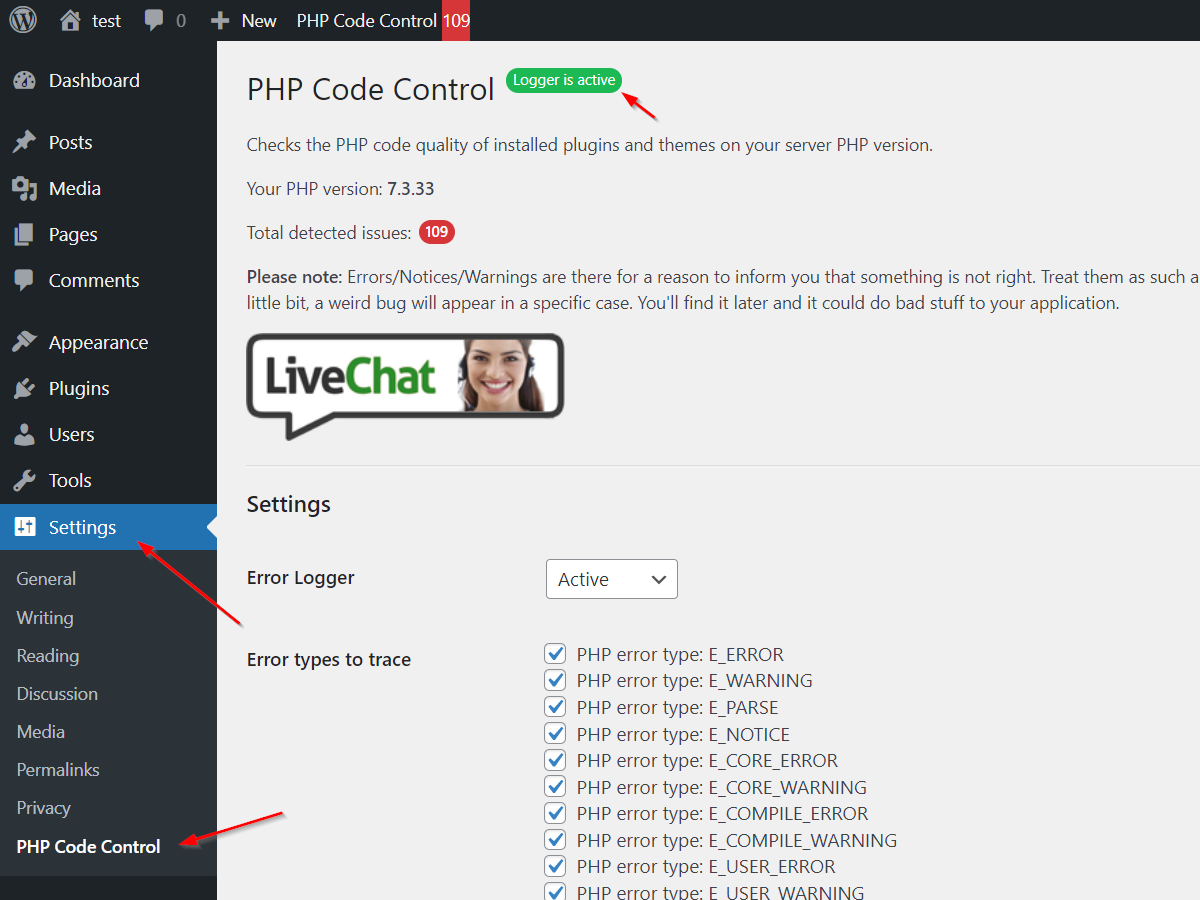 test 0 New PHP Code Control 109
Dashboard
Posts
Media
Pages
Comments
Appearance
Plugins
Users
Tools
Settings
General
Writing
Reading
Discussion
Media
Permalinks
Privacy
PHP Code Control
PHP Code Control Logger is active
Checks the PHP code quality of installed plugins and themes on your server PHP version.
Your PHP version: 7.3.33
Total detected issues: 109
Please note: Errors/Notices/Warnings are there for a reason to inform you that something is not right. Treat them as such a
little bit, a weird bug will appear in a specific case. You'll find it later and it could do bad stuff to your application.
LiveChat
Settings
Error Logger Active
Error types to trace
PHP error type: E_ERROR
PHP error type: E_WARNING
PHP error type: E_PARSE
PHP error type: E_NOTICE
PHP error type: E_CORE_ERROR
PHP error type: E_CORE_WARNING
PHP error type: E_COMPILE_ERROR
PHP error type: E_COMPILE_WARNING
PHP error type: E_USER_ERROR
PHP error type: E_USER_WARNING